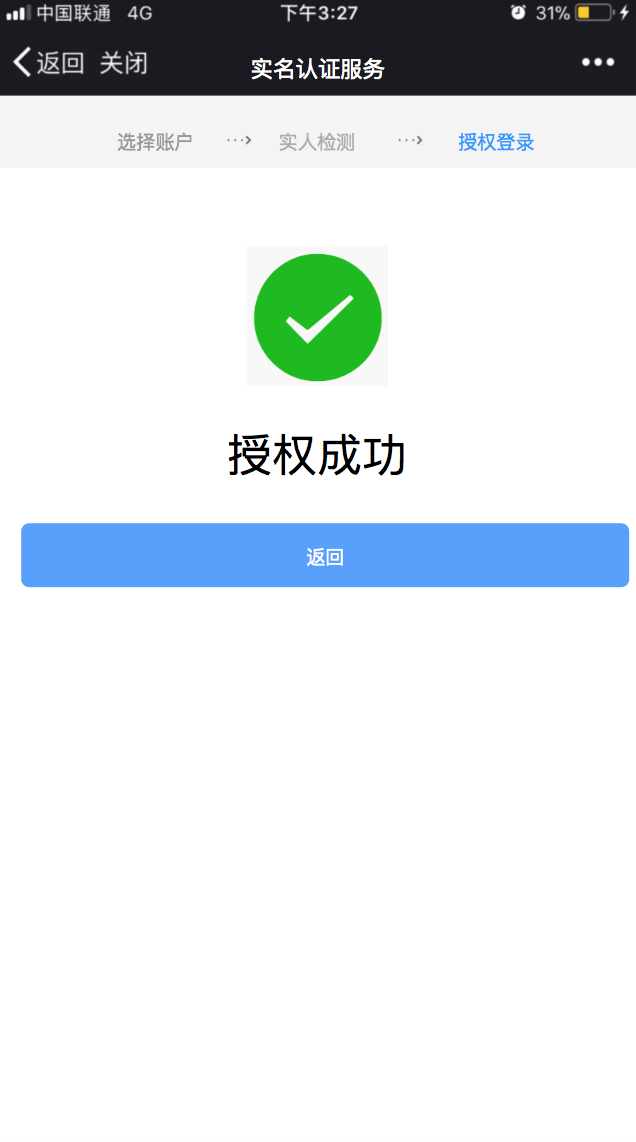 中国联通 4G 下午3:27 31%
返回 关闭 实名认证服务
选择账户 ···> 实人检测 ···> 授权登录
授权成功
返回